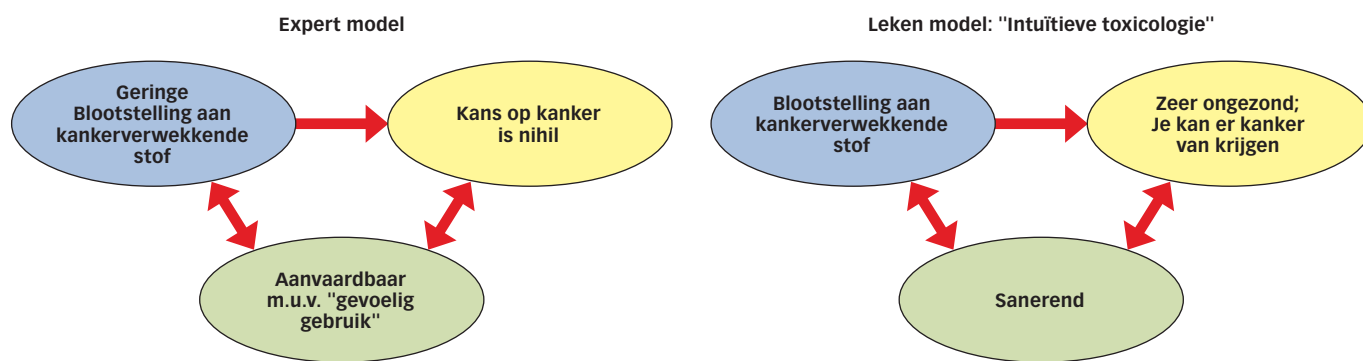 Expert model
Geringe
Blootstelling aan
kankerverwekkende
stof
Kans op kanker
is nihil
Aanvaardbaar
m.u.v. "gevoelig
gebruik"
Leken model: "Intuïtieve toxicologie"
Blootstelling aan
kankerverwekkende
stof
Zeer ongezond;
Je kan er kanker
van krijgen
Sanerend